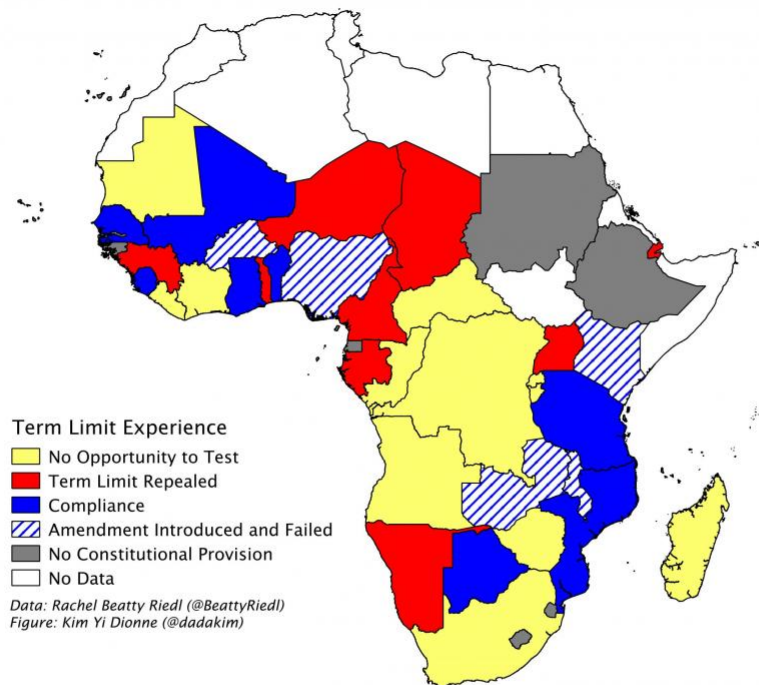 Term Limit Experience
No Opportunity to Test
Term Limit Repealed
Compliance
Amendment Introduced and Failed
No Constitutional Provision
No Data
Data: Rachel Beatty Riedl (@BeattyRiedl)
Figure: Kim Yi Dionne (@dadakim)